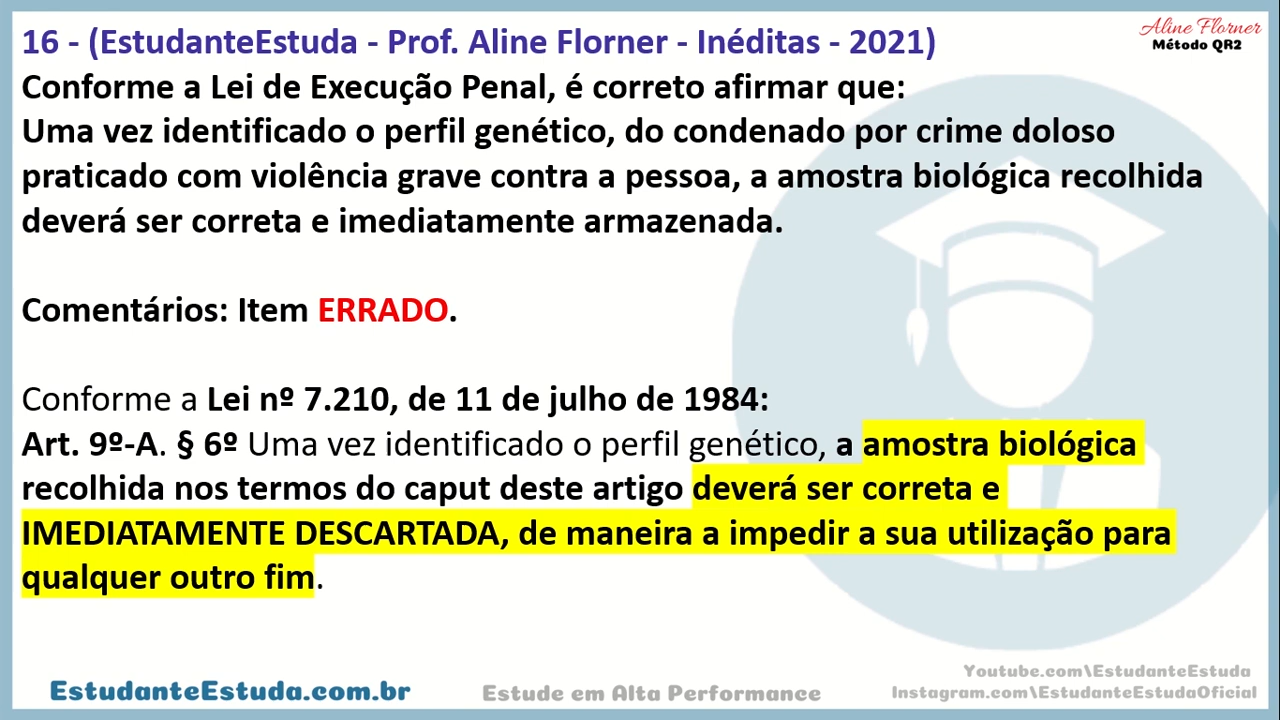 Aline Florner
Método QR2
16 - (EstudanteEstuda - Prof. Aline Florner - Inéditas - 2021)
Conforme a Lei de Execução Penal, é correto afirmar que:
Uma vez identificado o perfil genético, do condenado por crime doloso
praticado com violência grave contra a pessoa, a amostra biológica recolhida
deverá ser correta e imediatamente armazenada.
Comentários: Item ERRADO.
Conforme a Lei nº 7.210, de 11 de julho de 1984:
Art. 9º-A. § 6º Uma vez identificado o perfil genético, a amostra biológica
recolhida nos termos do caput deste artigo deverá ser correta e
IMEDIATAMENTE DESCARTADA, de maneira a impedir a sua utilização para
qualquer outro fim.
EstudanteEstuda.com.br
Estude em Alta Performance
Youtube.com\EstudanteEstuda
Instagram.com\EstudanteEstudaOficial